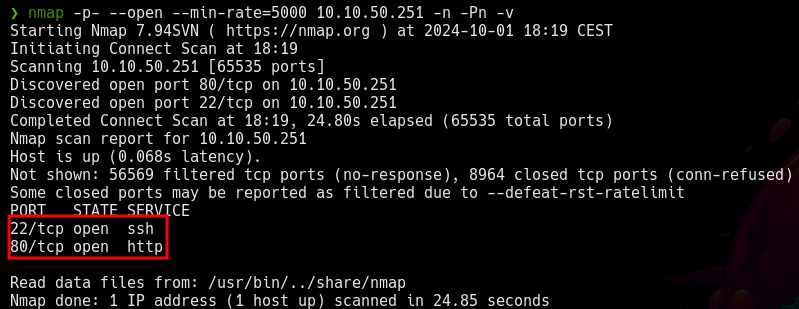 ❯ nmap -p- --open --min-rate=5000 10.10.50.251 -n -Pn -v
Starting Nmap 7.94SVN ( https://nmap.org ) at 2024-10-01 18:19 CEST
Initiating Connect Scan at 18:19
Scanning 10.10.50.251 [65535 ports]
Discovered open port 80/tcp on 10.10.50.251
Discovered open port 22/tcp on 10.10.50.251
Completed Connect Scan at 18:19, 24.80s elapsed (65535 total ports)
Nmap scan report for 10.10.50.251
Host is up (0.068s latency).
Not shown: 56569 filtered tcp ports (no-response), 8964 closed tcp ports (conn-refused)
Some closed ports may be reported as filtered due to --defeat-rst-ratelimit
PORT   STATE SERVICE
22/tcp open  ssh
80/tcp open  http
Read data files from: /usr/bin/../share/nmap
Nmap done: 1 IP address (1 host up) scanned in 24.85 seconds